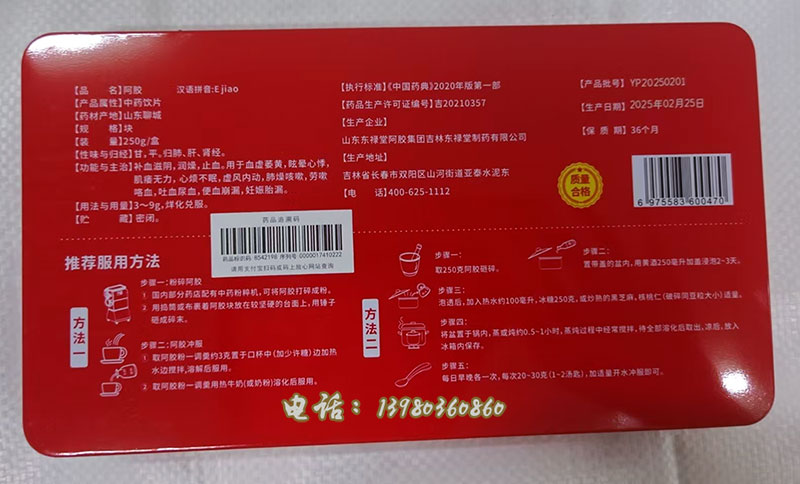 【品　名】阿胶　汉语拼音:Ejiao
【产品属性】中药饮片
【药材产地】山东聊城
【规　格】块
【装　量】250g/盒
【性味与归经】甘,平。归肺、肝、肾经。
【功能与主治】补血滋阴,润燥,止血。用于血虚萎黄,眩晕心悸,
肌痿无力,心烦不眠,虚风内动,肺燥咳嗽,劳嗽
咯血,吐血尿血,便血崩漏,妊娠胎漏。
【用法与用量】3～9g,烊化兑服。
【贮　藏】密闭。
【执行标准】《中国药典》2020年版第一部
【药品生产许可证编号】吉20210357
【生产企业】
山东东禄堂阿胶集团吉林东禄堂制药有限公司
【生产地址】
吉林省长春市双阳区山河街道亚泰水泥东
【电　话】400-625-1112
【产品批号】YP20250201
【生产日期】2025年02月25日
【保 质 期】36个月
质量
合格
6 975583 600470
药品追溯码
药品标识码:8542198 序列号:0000017410222
请用支付宝扫码或码上放心网站查询
推荐服用方法
方法一
步骤一:粉碎阿胶
1 国内部分药店配有中药粉粹机,可将阿胶打碎成粉。
2 用捣筒或布裹着阿胶块放在较坚硬的台面上,用锤子
砸成碎末。
步骤二:阿胶冲服
1 取阿胶粉一调羹约3克置于口杯中(加少许糖)边加热
水边搅拌,溶解后服用。
2 取阿胶粉一调羹用热牛奶(或奶粉)溶化后服用。
方法二
步骤一:
取250克阿胶砸碎。
步骤二:
置带盖的盆内,用黄酒250毫升加盖浸泡2~3天。
步骤三:
泡透后,加入热水约100毫升,冰糖250克,或炒熟的黑芝麻,核桃仁(破碎同豆粒大小)适量。
步骤四:
将盆置于锅内,蒸或炖约0.5~1小时,蒸炖过程中经常搅拌,待全部溶化后取出,凉后,放入
冰箱内保存。
步骤五:
每日早晚各一次,每次20~30克(1~2汤匙),加适量开水冲服即可。
电话：13980360860